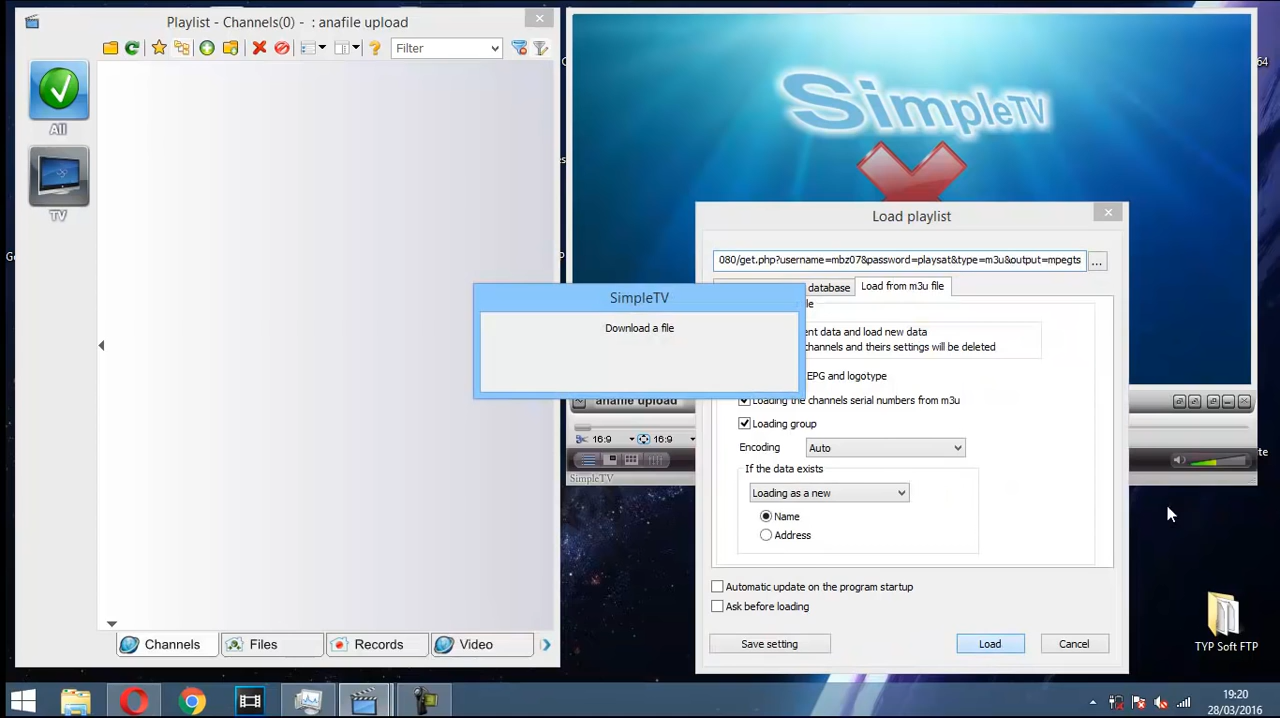 Playlist - Channels(0) - : anafile upload
Filter
All
TV
SimpleTV
Load playlist
080/get.php?username=mbz07&password=playsat&type=m3u&output=mpegts
...
database
Load from m3u file
SimpleTV
Download a file
ent data and load new data
channels and theirs settings will be deleted
EPG and logotype
Loading the channels serial numbers from m3u
Loading group
Encoding
Auto
If the data exists
Loading as a new
Name
Address
Automatic update on the program startup
Ask before loading
Save setting
Load
Cancel
anafile upload
16:9
16:9
SimpleTV
Channels
Files
Records
Video
TYP Soft FTP
64
19:20
28/03/2016